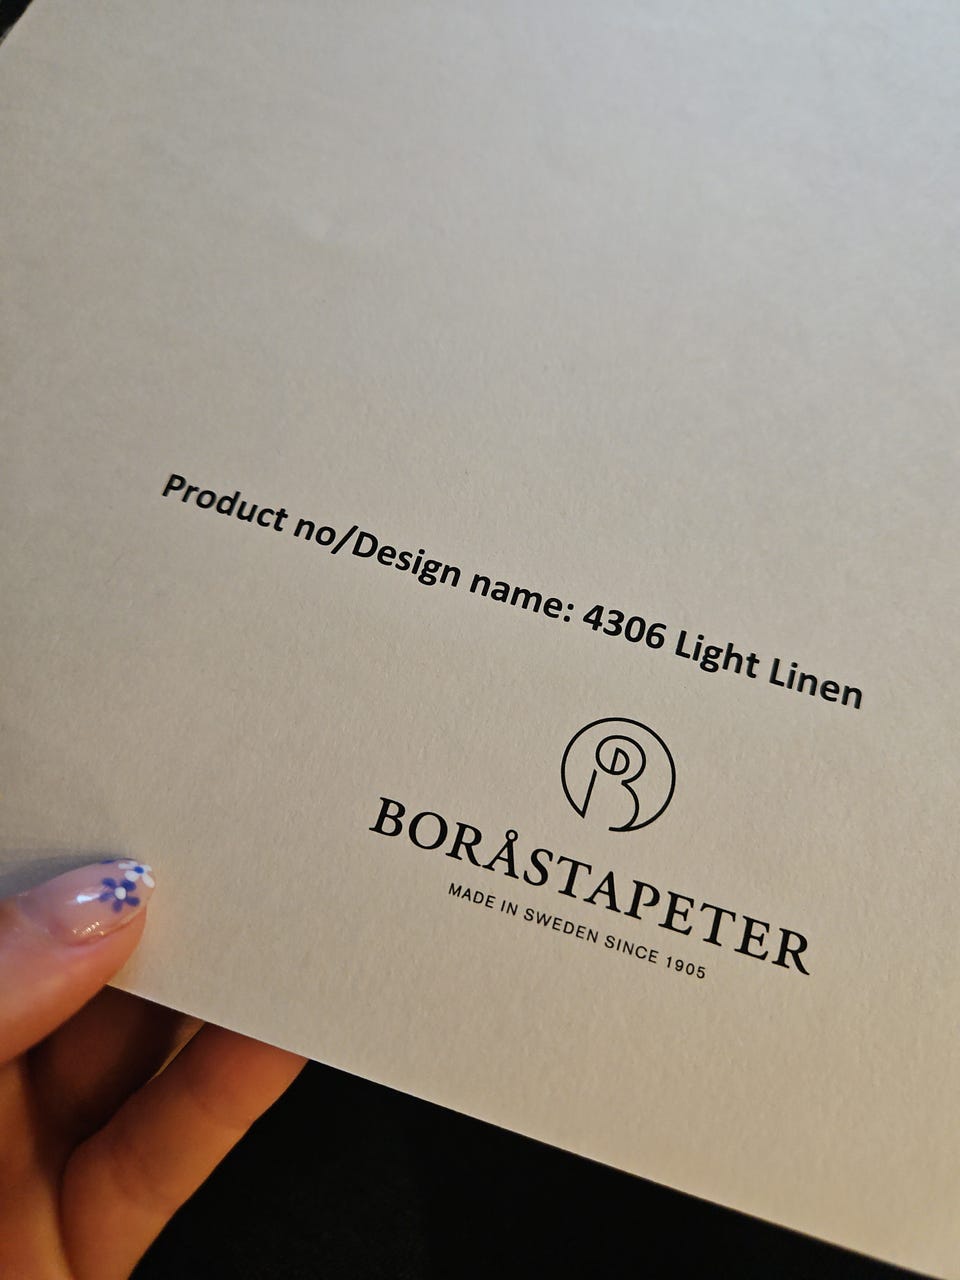 Product no/Design name: 4306 Light Linen
BORÅSTAPETER
MADE IN SWEDEN SINCE 1905